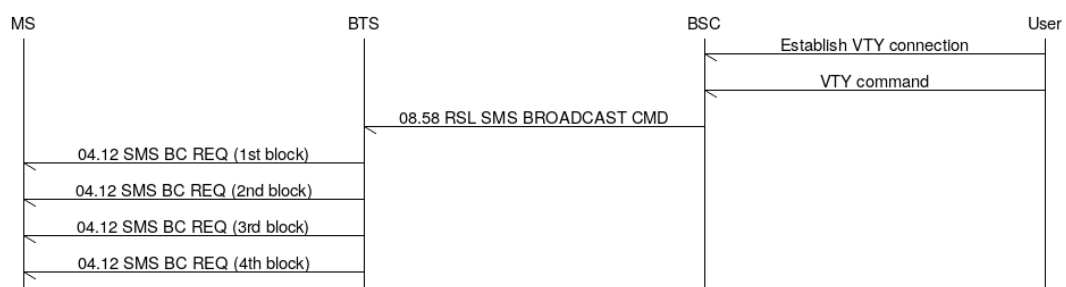 MS BTS BSC User
Establish VTY connection
VTY command
08.58 RSL SMS BROADCAST CMD
04.12 SMS BC REQ (1st block)
04.12 SMS BC REQ (2nd block)
04.12 SMS BC REQ (3rd block)
04.12 SMS BC REQ (4th block)